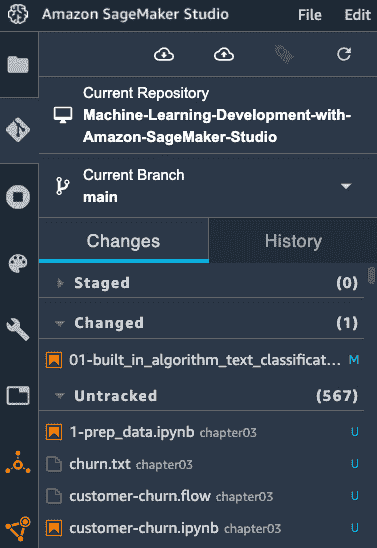 Amazon SageMaker Studio File Edit
Current Repository
Machine-Learning-Development-with-
Amazon-SageMaker-Studio
Current Branch
main
Changes History
Staged (0)
Changed (1)
01-built_in_algorithm_text_classificat... M
Untracked (567)
1-prep_data.ipynb chapter03 U
churn.txt chapter03 U
customer-churn.flow chapter03 U
customer-churn.ipynb chapter03 U